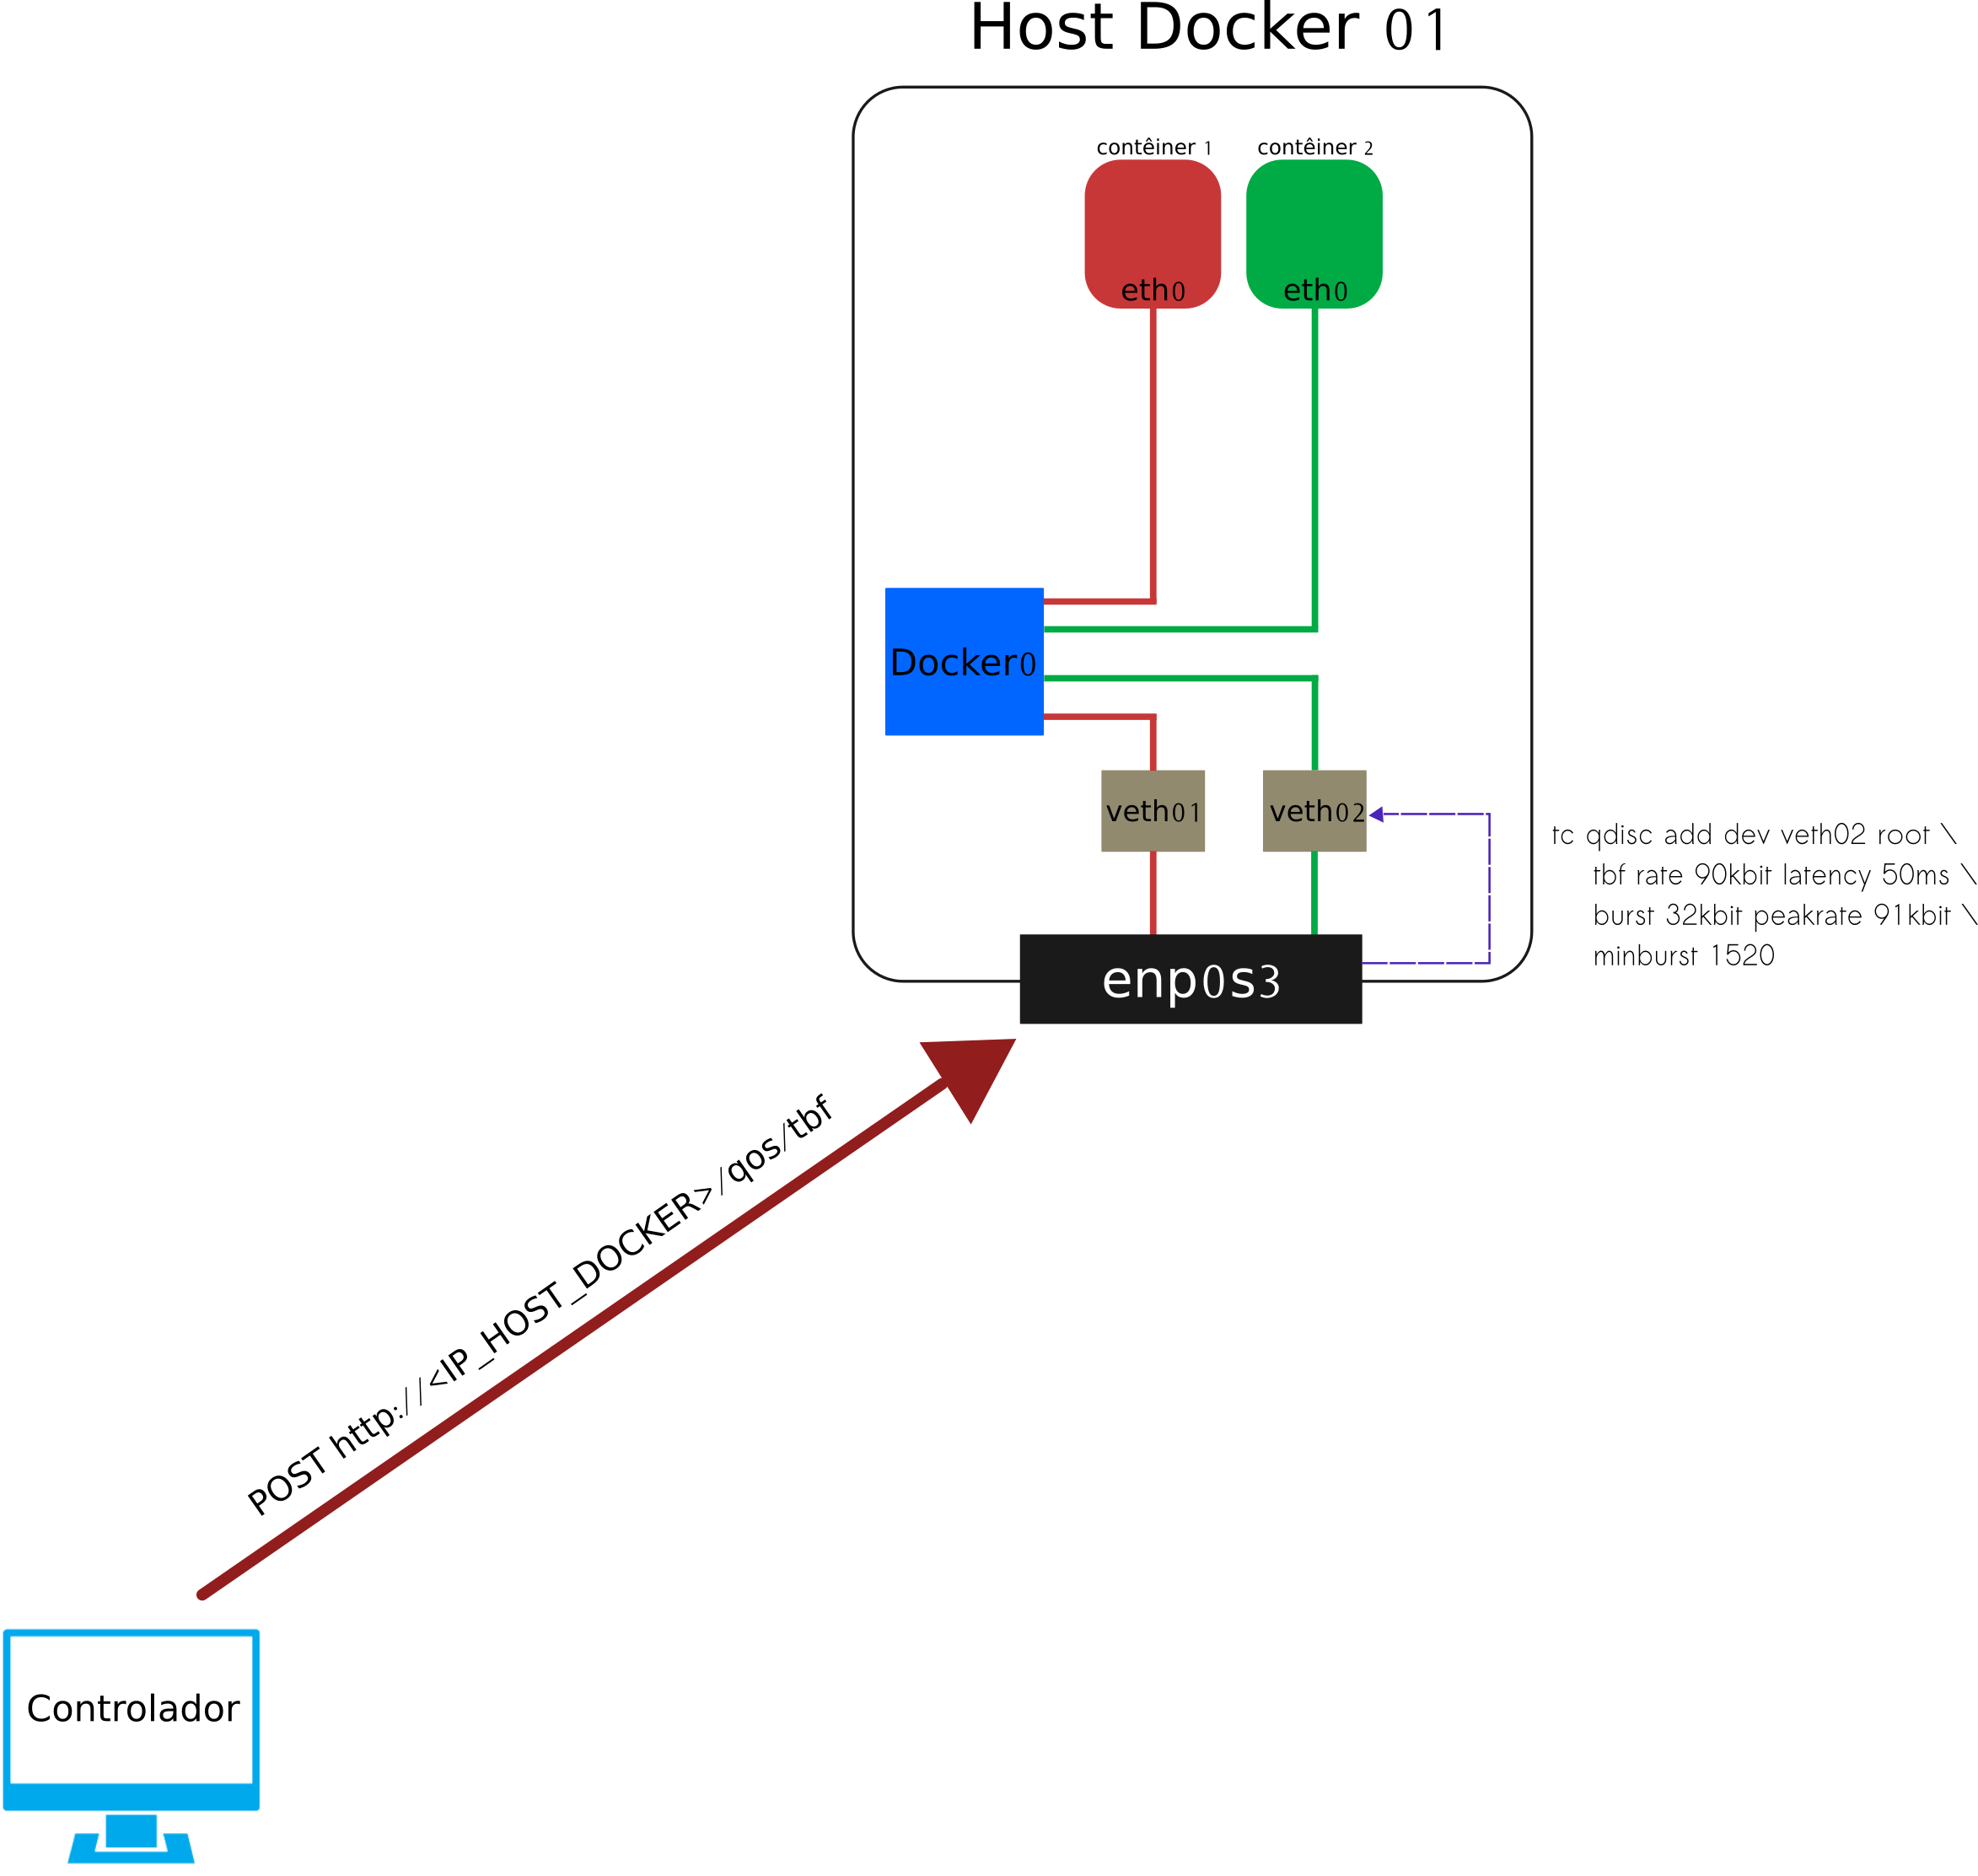 Host Docker 01
contêiner 1
contêiner 2
eth0
eth0
Docker0
veth01
veth02
tc qdisc add dev veth02 root \
tbf rate 90kbit latency 50ms \
burst 32kbit peakrate 91kbit \
minburst 1520
enp0s3
POST http://<IP_HOST_DOCKER>/qos/tbf
Controlador